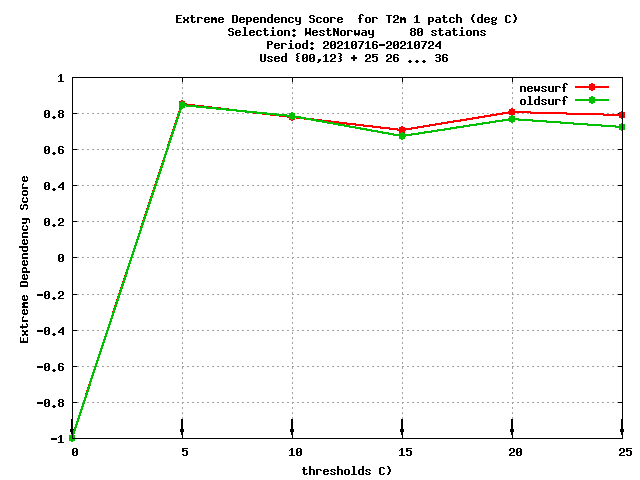 Extreme Dependency Score  for T2m 1 patch (deg C)
Selection: WestNorway     80 stations
Period: 20210716-20210724
Used {00,12} + 25 26 ... 36
newsurf
oldsurf
1
0.8
0.6
0.4
0.2
0
-0.2
-0.4
-0.6
-0.8
-1
Extreme Dependency Score
0 5 10 15 20 25
thresholds C)